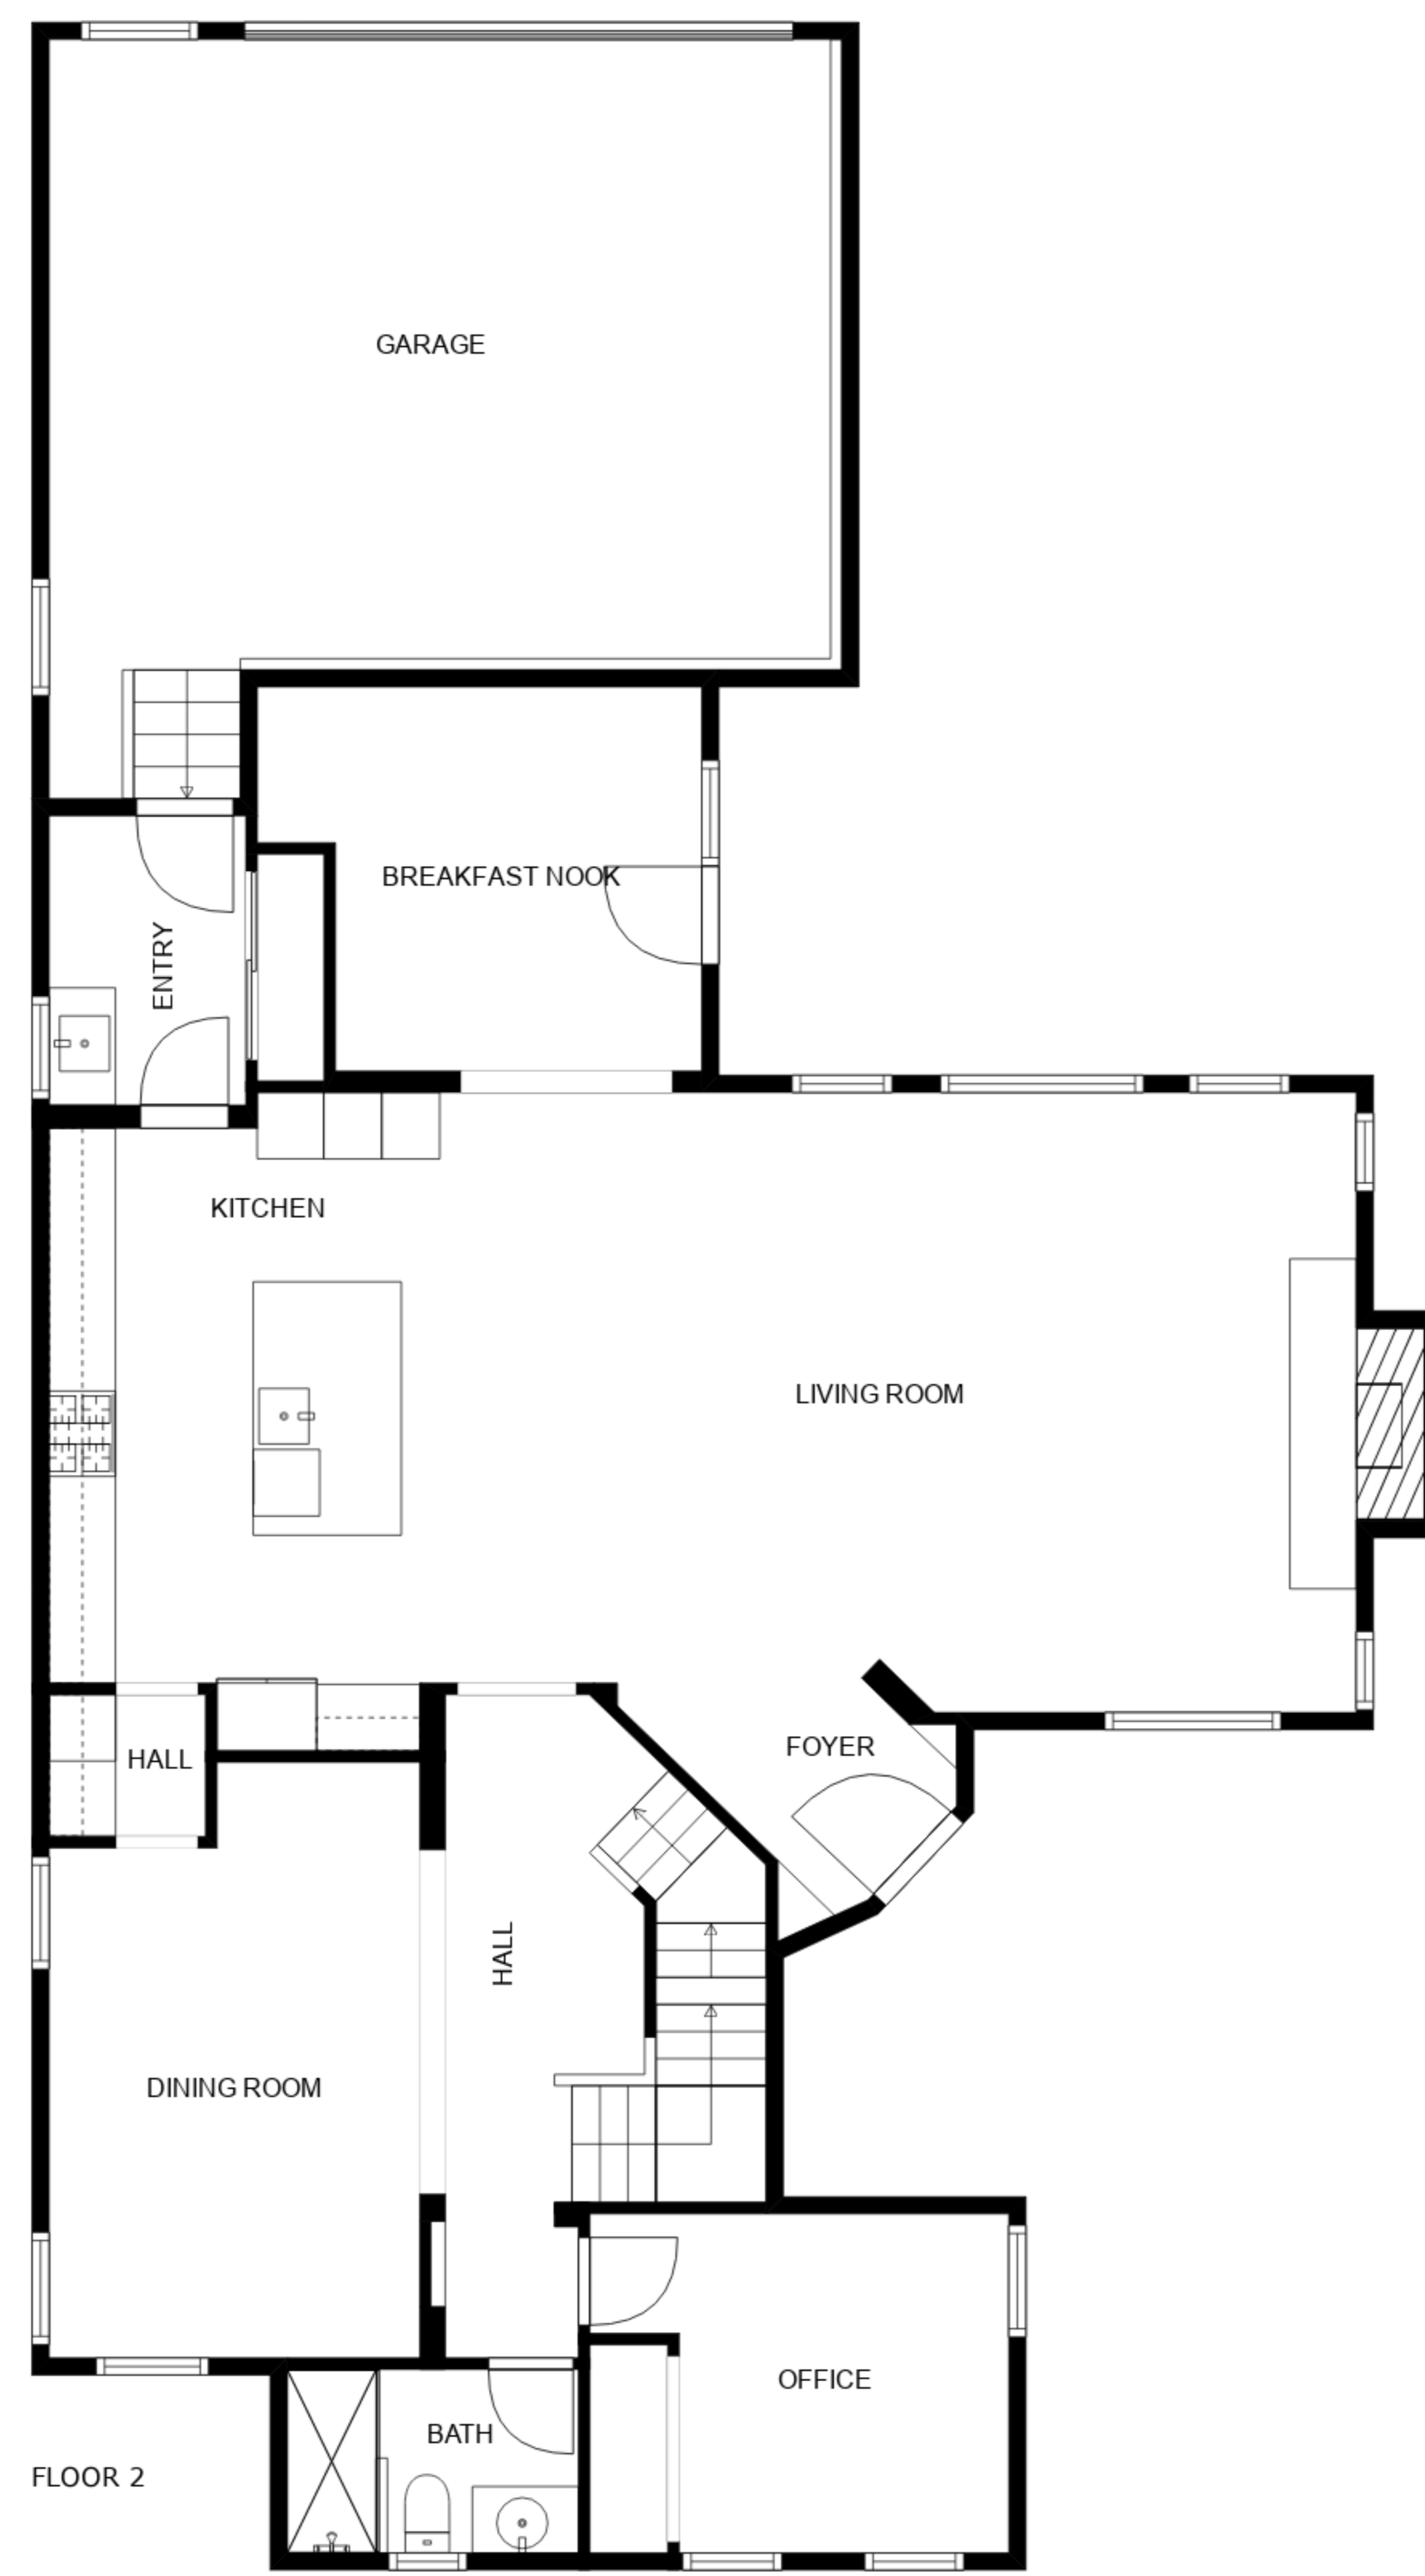 GARAGE
BREAKFAST NOOK
ENTRY
KITCHEN
LIVING ROOM
HALL
FOYER
HALL
DINING ROOM
OFFICE
BATH
FLOOR 2